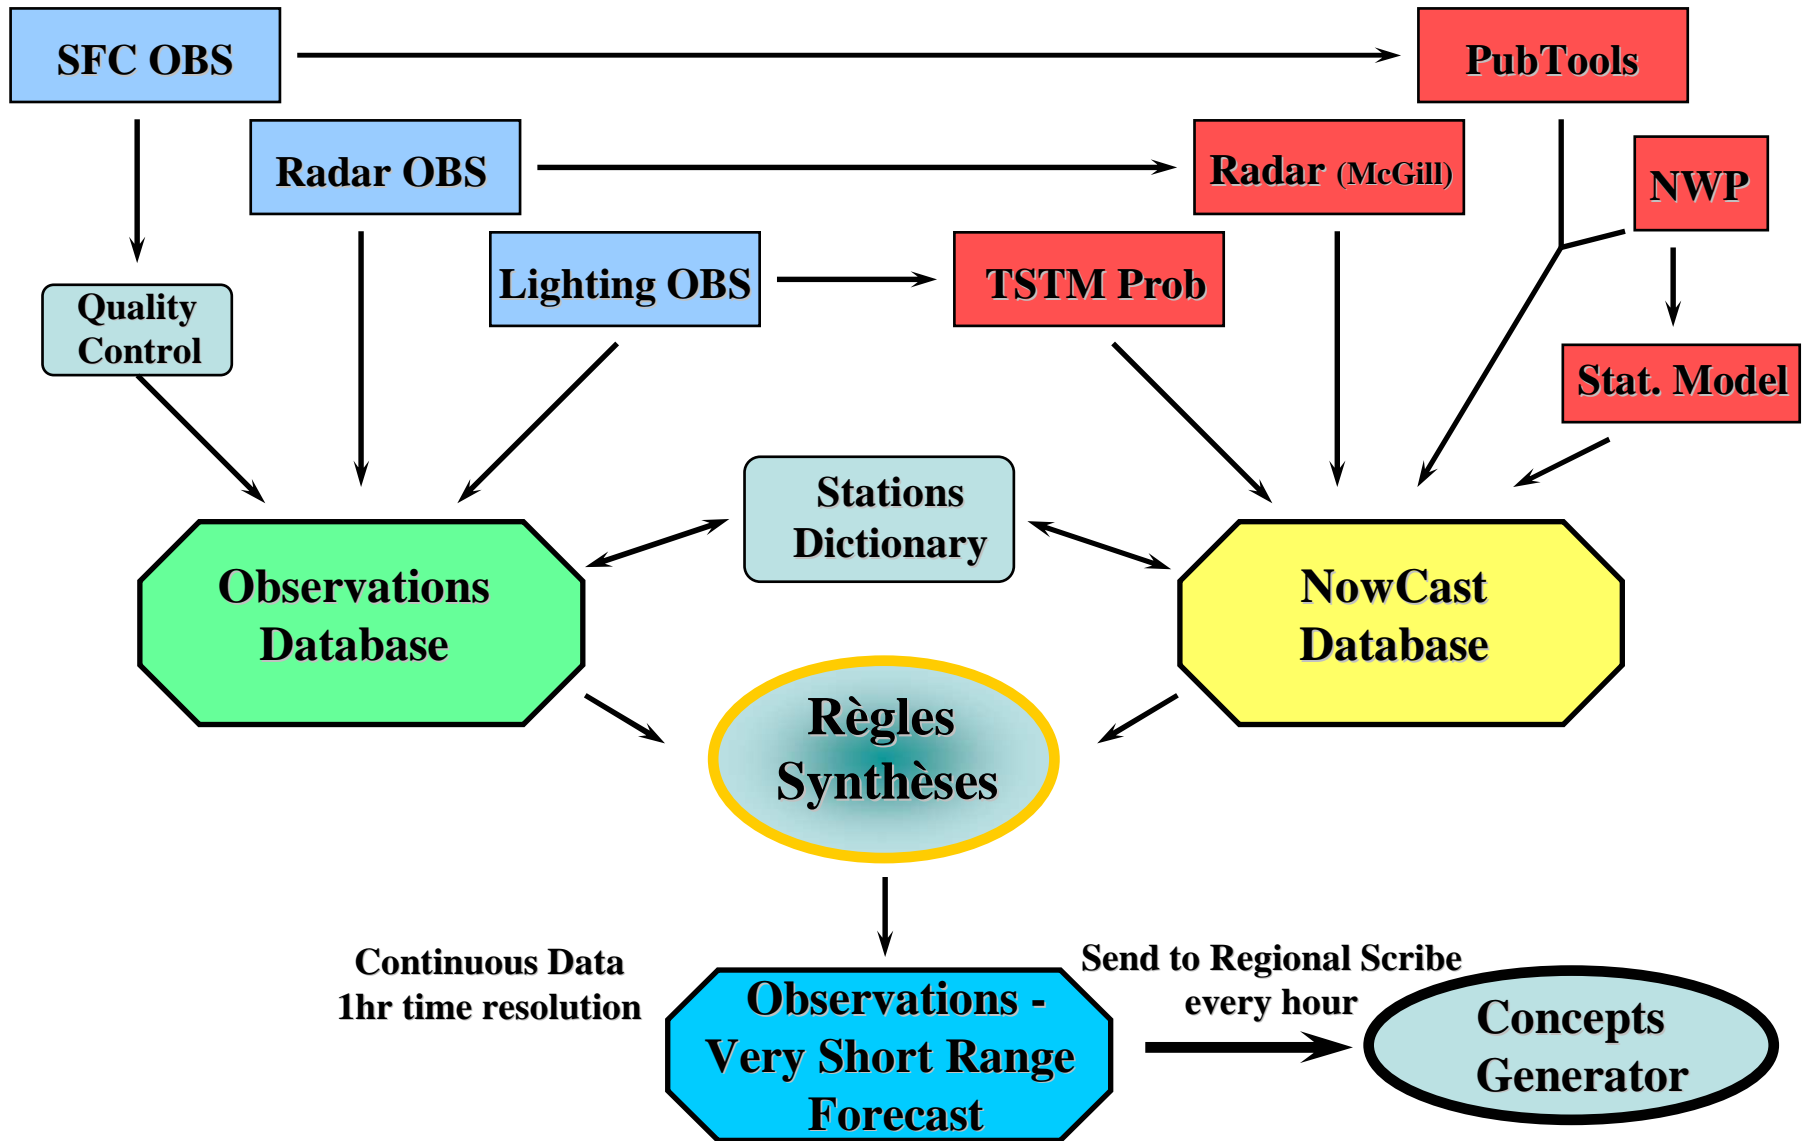 SFC OBS
PubTools
Radar OBS
Radar (McGill)
NWP
Lighting OBS
TSTM Prob
Quality
Control
Stat. Model
Stations
Dictionary
Observations
Database
NowCast
Database
Règles
Synthèses
Continuous Data
1hr time resolution
Send to Regional Scribe
every hour
Observations -
Very Short Range
Forecast
Concepts
Generator